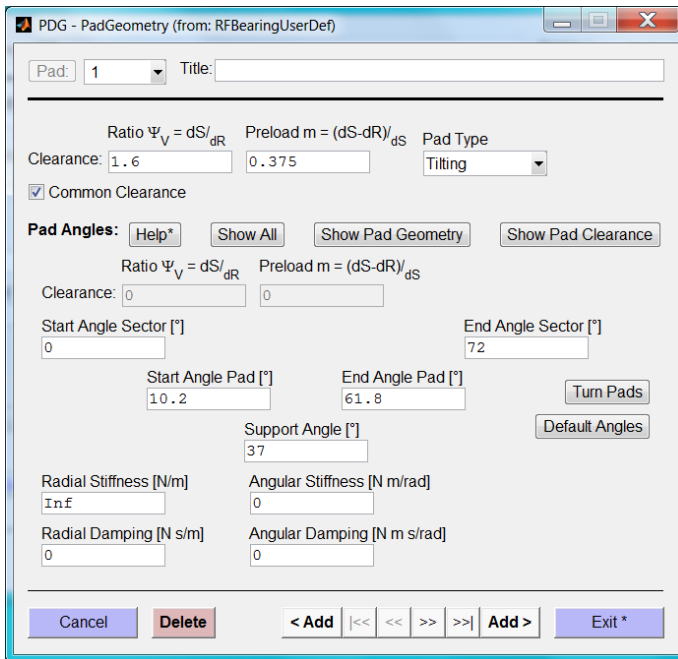 PDG - PadGeometry (from: RFBearingUserDef)
Pad: 1 Title:
Ratio ΨV = dS/dR Preload m = (dS-dR)/dS Pad Type
Clearance: 1.6 0.375 Tilting
Common Clearance
Pad Angles: Help* Show All Show Pad Geometry Show Pad Clearance
Ratio ΨV = dS/dR Preload m = (dS-dR)/dS
Clearance: 0 0
Start Angle Sector [°] End Angle Sector [°]
0 72
Start Angle Pad [°] End Angle Pad [°]
10.2 61.8 Turn Pads
Support Angle [°] Default Angles
37
Radial Stiffness [N/m] Angular Stiffness [N m/rad]
Inf 0
Radial Damping [N s/m] Angular Damping [N m s/rad]
0 0
Cancel Delete < Add |<< << >> >>| Add > Exit *